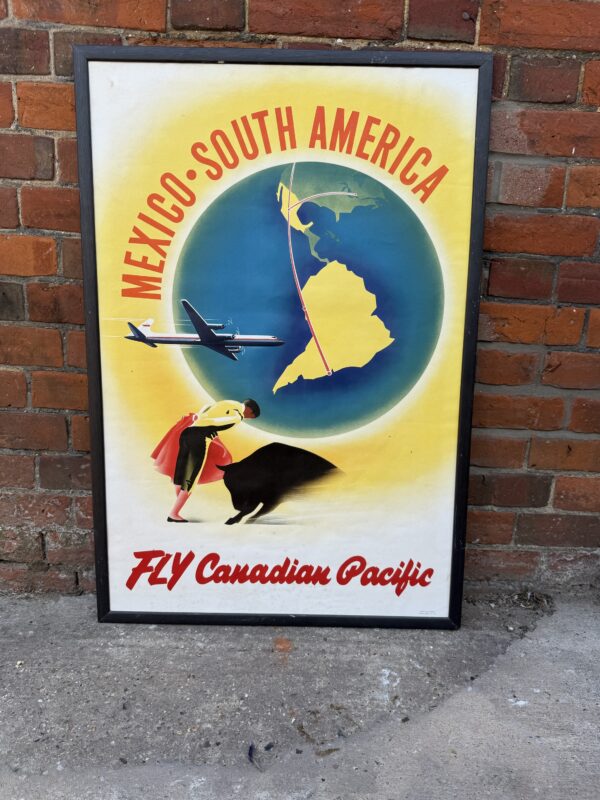 MEXICO • SOUTH AMERICA
FLY Canadian Pacific